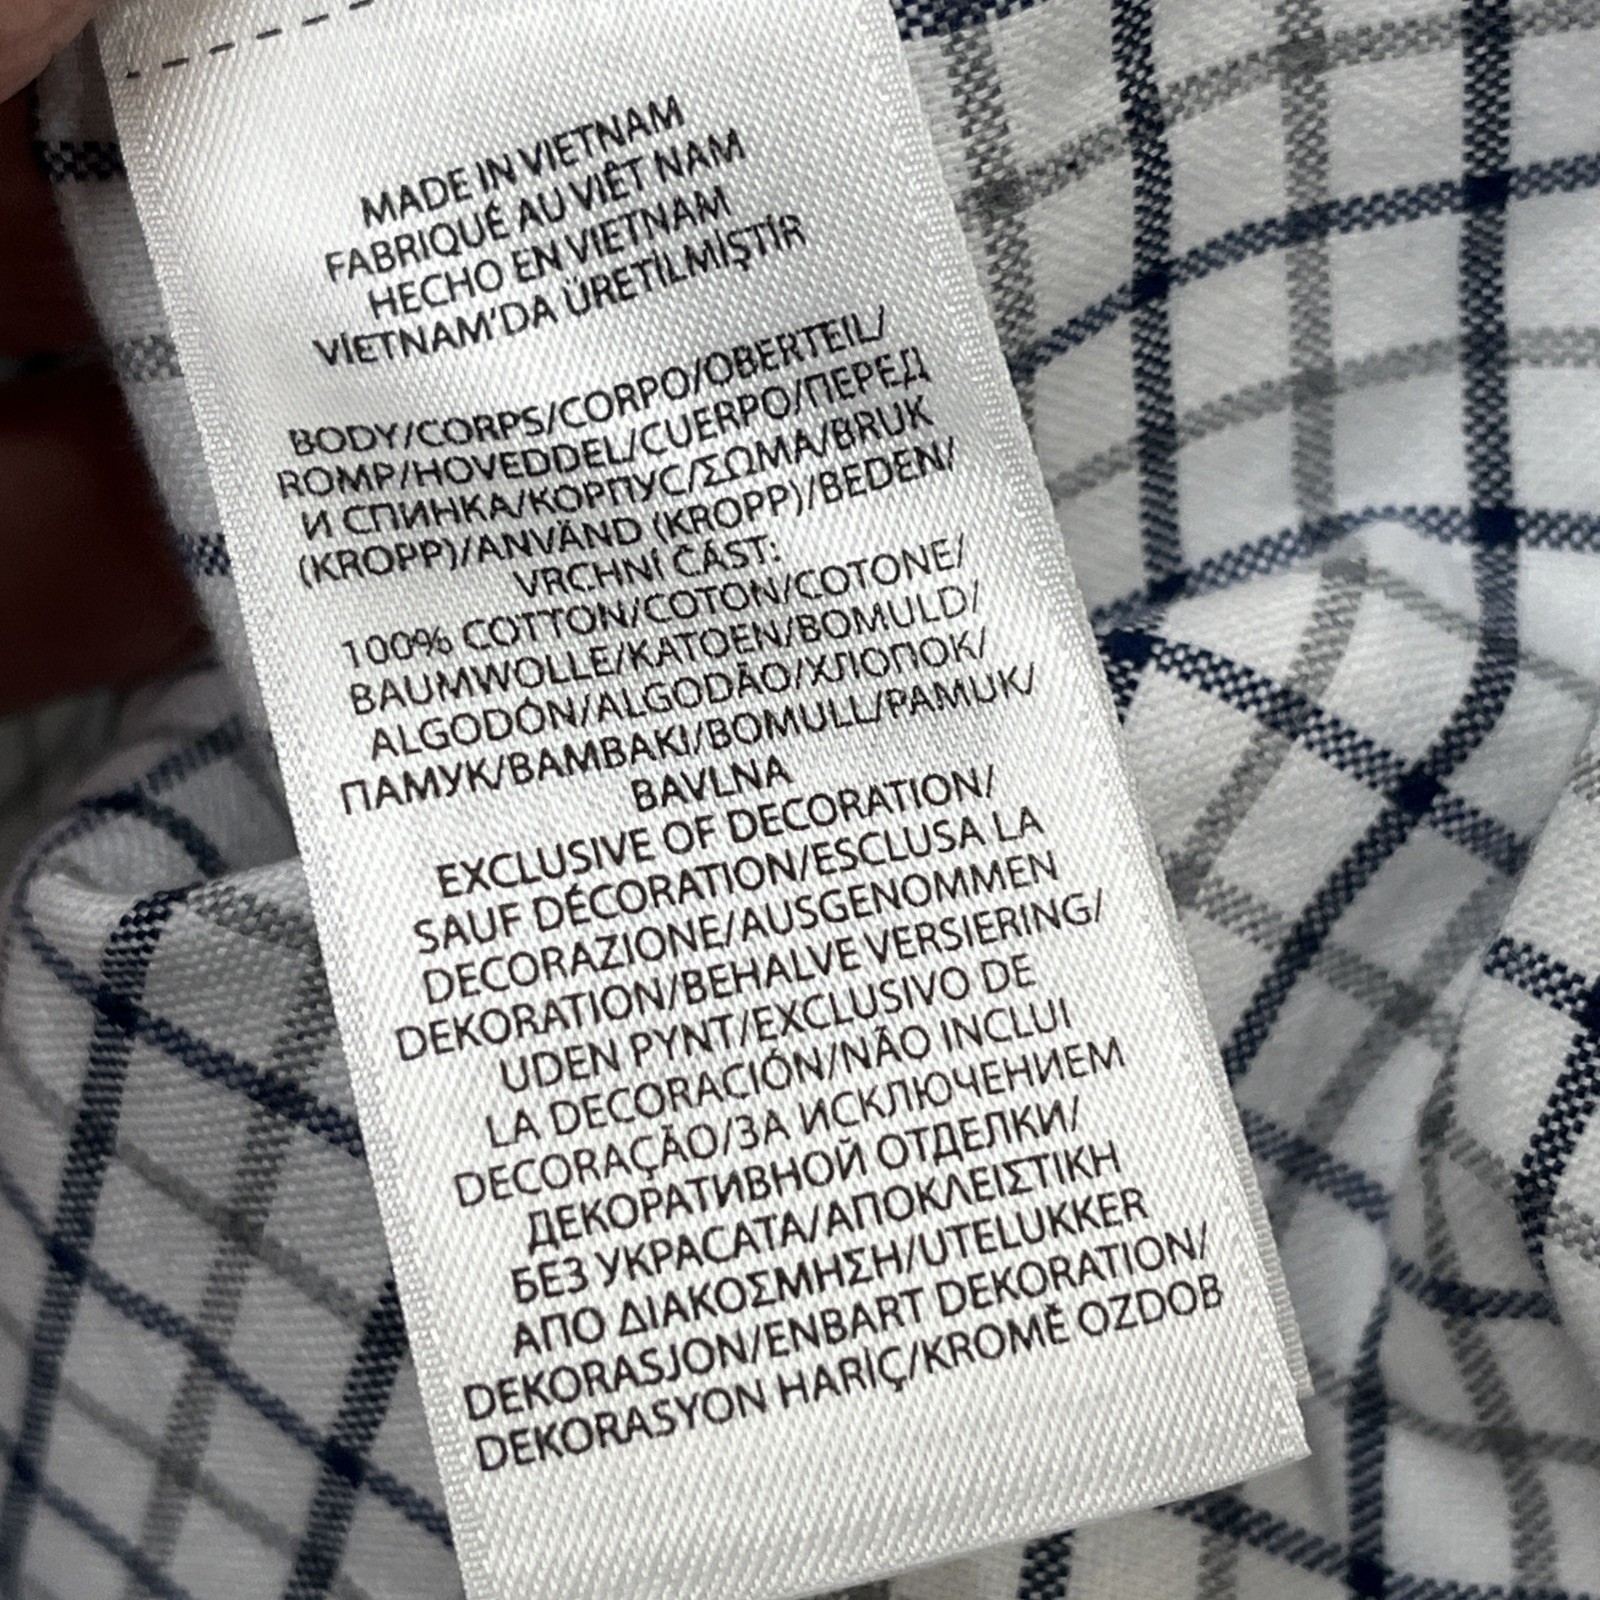 MADE IN VIETNAM
FABRIQUÉ AU VIÊT NAM
HECHO EN VIETNAM
VİETNAM'DA ÜRETİLMİŞTİR
BODY/CORPS/CORPO/OBERTEIL/
ROMP/HOVEDDEL/CUERPO/ПЕРЕД
И СПИНКА/КОРПУС/ΣΩΜΑ/BRUK
(KROPP)/ANVÄND (KROPP)/BEDEN/
VRCHNÍ ČÁST:
100% COTTON/COTON/COTONE/
BAUMWOLLE/KATOEN/BOMULD/
ALGODÓN/ALGODÃO/ХЛОПОК/
ПАМУК/BAMBAKI/BOMULL/PAMUK/
BAVLNA
EXCLUSIVE OF DECORATION/
SAUF DÉCORATION/ESCLUSA LA
DECORAZIONE/AUSGENOMMEN
DEKORATION/BEHALVE VERSIERING/
UDEN PYNT/EXCLUSIVO DE
LA DECORACIÓN/NÃO INCLUI
DECORAÇÃO/ЗА ИСКЛЮЧЕНИЕМ
ДЕКОРАТИВНОЙ ОТДЕЛКИ/
БЕЗ УКРАСАТА/ΑΠΟΚΛΕΙΣΤΙΚΗ
ΑΠΟ ΔΙΑΚΟΣΜΗΣΗ/UTELUKKER
DEKORASJON/ENBART DEKORATION/
DEKORASYON HARİÇ/KROMĚ OZDOB